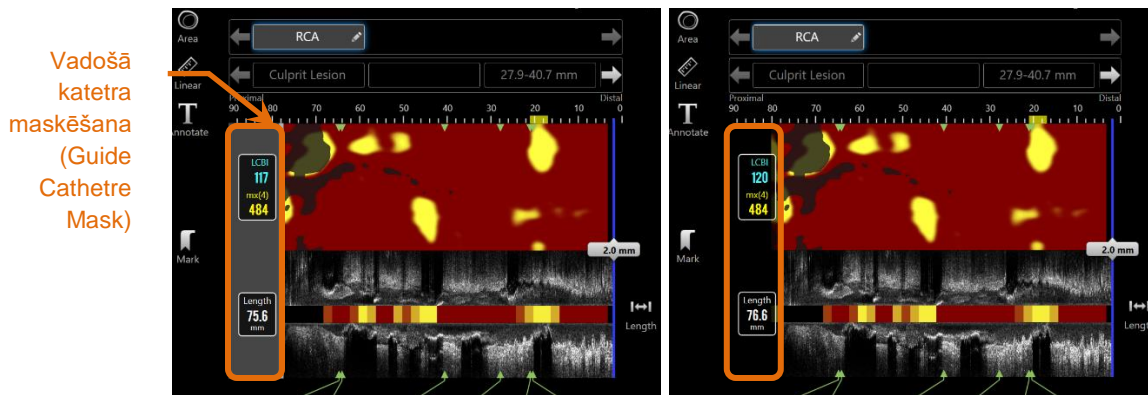 Vadošā
katetra
maskēšana
(Guide
Cathetre
Mask)
Area
RCA
Linear
Culprit Lesion
27.9-40.7 mm
Proximal
Distal
90 80 70 60 50 40 30 20 10 0
T
Annotate
LCBI
117
mx(4)
484
Mark
2.0 mm
Length
75.6
mm
Length
Area
RCA
Linear
Culprit Lesion
27.9-40.7 mm
Proximal
Distal
90 80 70 60 50 40 30 20 10 0
T
Annotate
LCBI
120
mx(4)
484
Mark
2.0 mm
Length
76.6
mm
Lengt